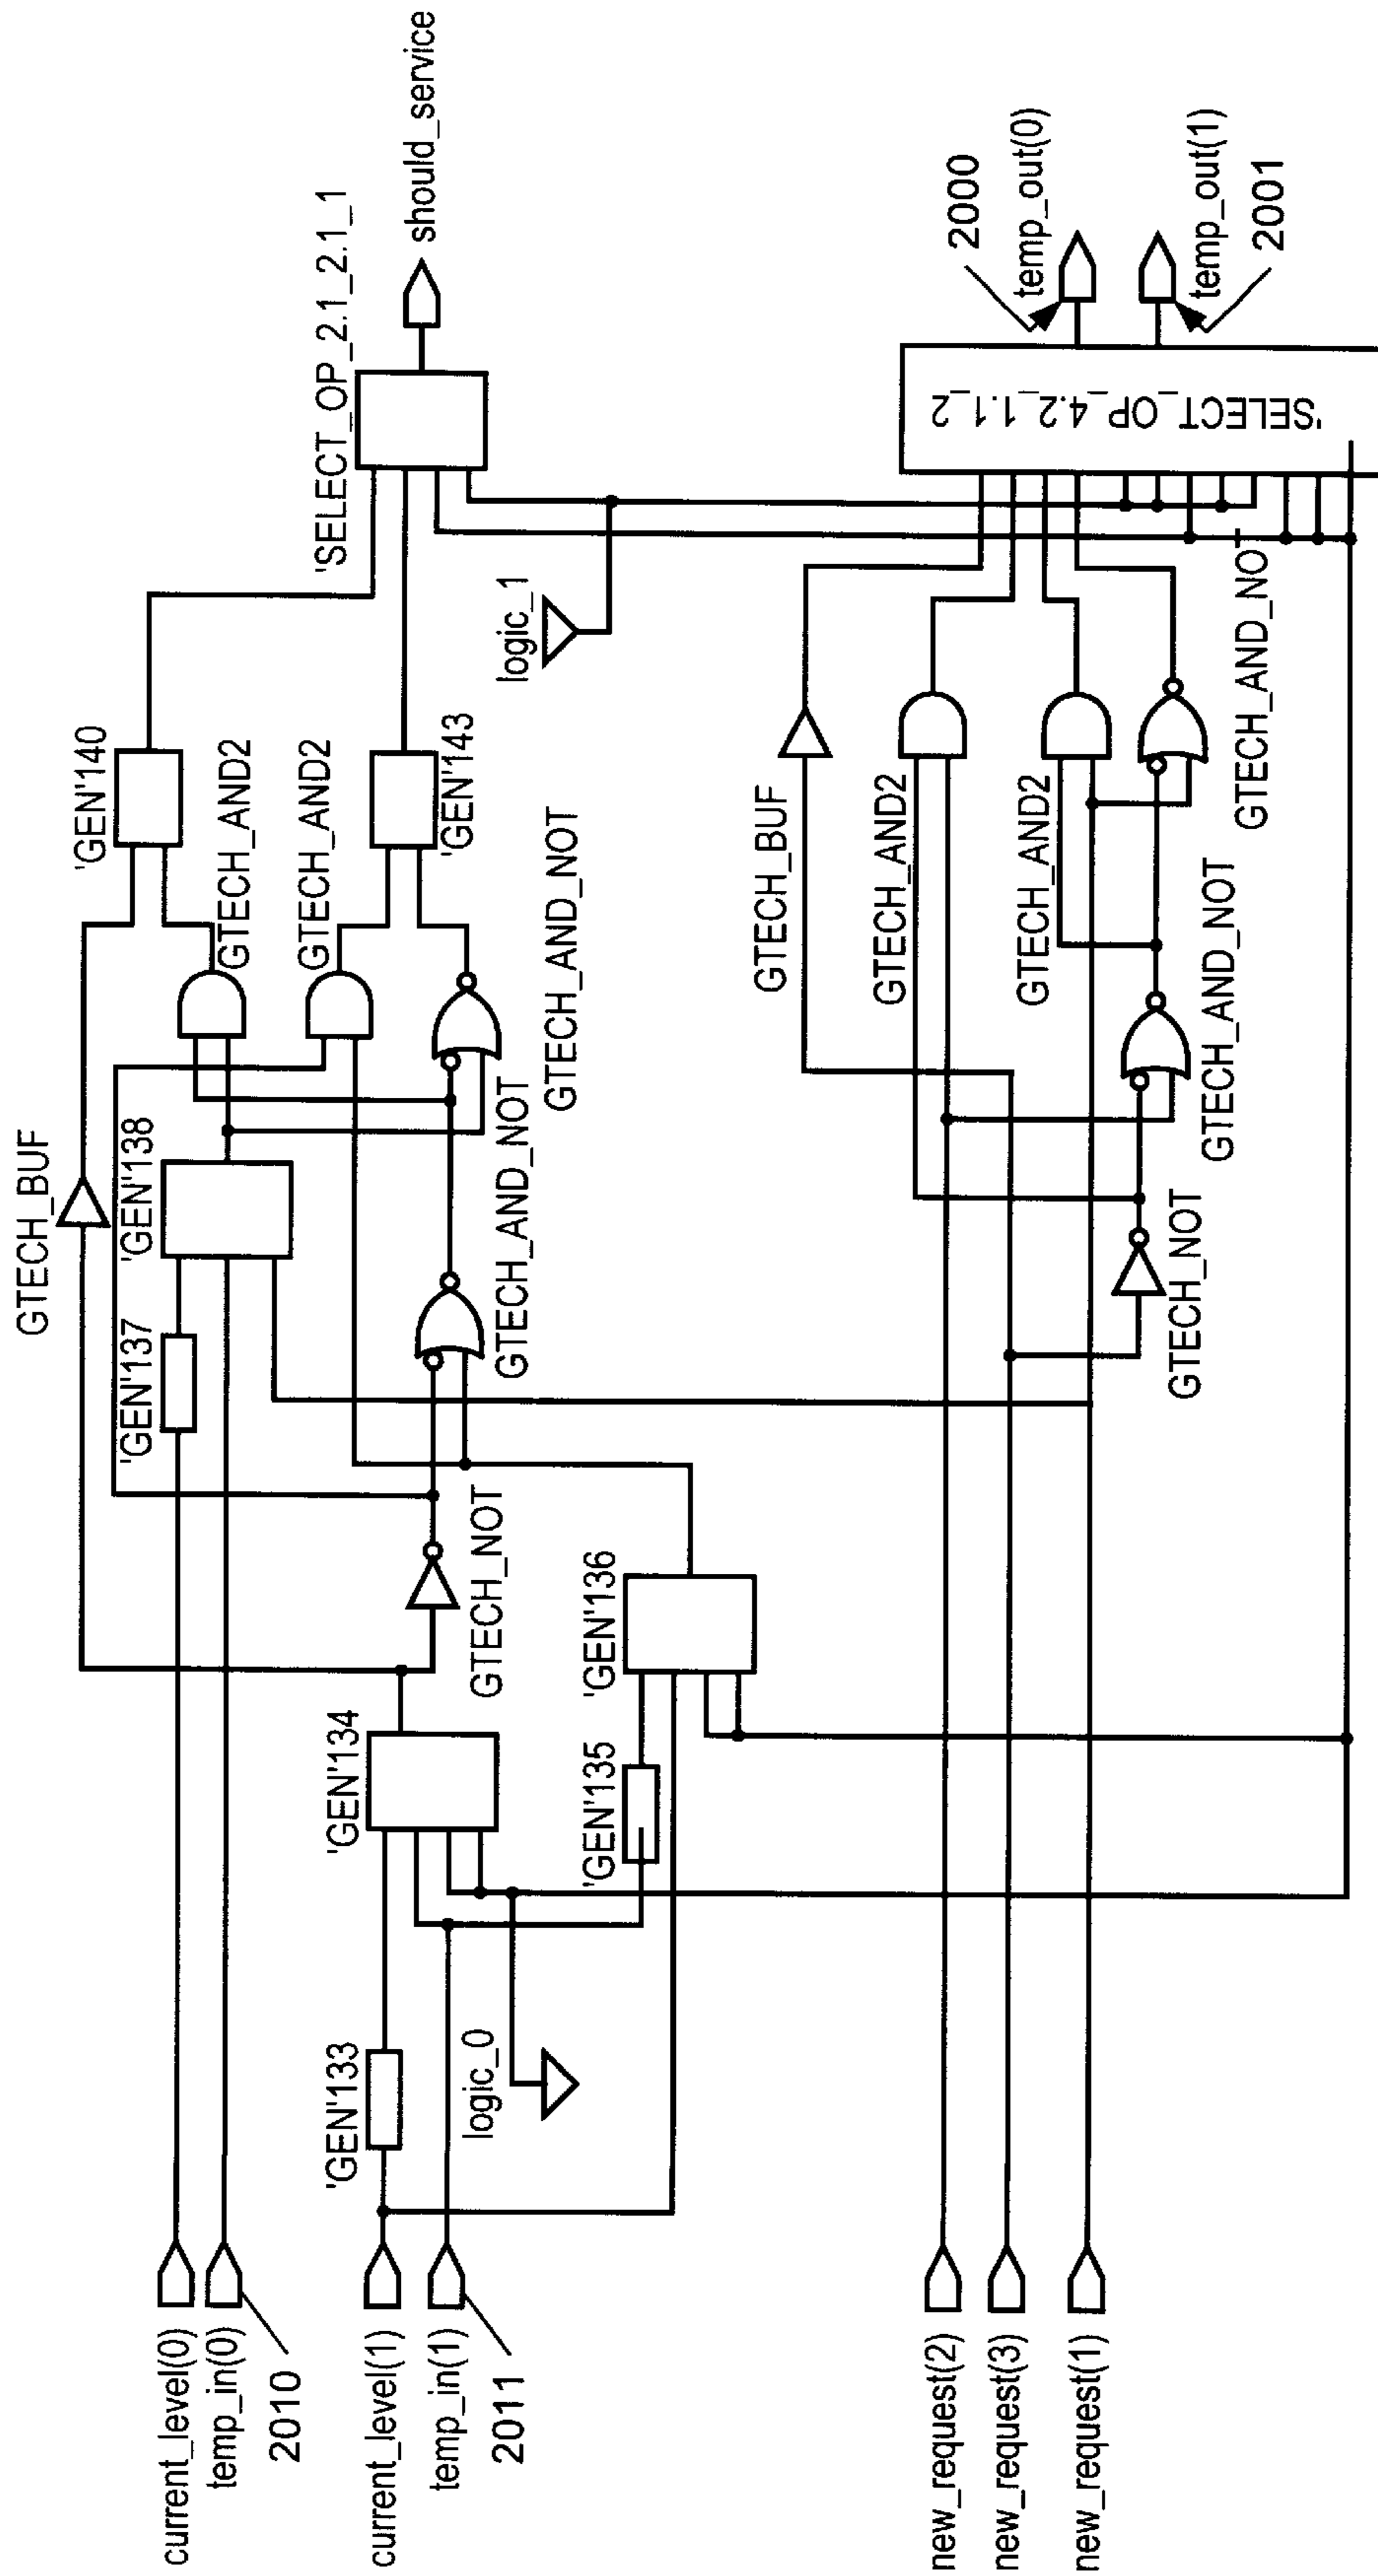 current_level(0)
temp_in(0)
2010
current_level(1)
temp_in(1)
2011
new_request(2)
new_request(3)
new_request(1)
'GEN'133
logic_0
'GEN'134
'GEN'135
'GEN'136
GTECH_NOT
'GEN'137
'GEN'138
GTECH_BUF
GTECH_AND_NOT
GTECH_AND_NOT
GTECH_AND2
GTECH_AND2
'GEN'140
'GEN'143
logic_1
'SELECT_OP_2.1_2.1_1
should_service
GTECH_NOT
GTECH_AND_NOT
GTECH_BUF
GTECH_AND2
GTECH_AND2
GTECH_AND_NOT
'SELECT_OP_4.2_1.1_2
2000
temp_out(0)
temp_out(1)
2001